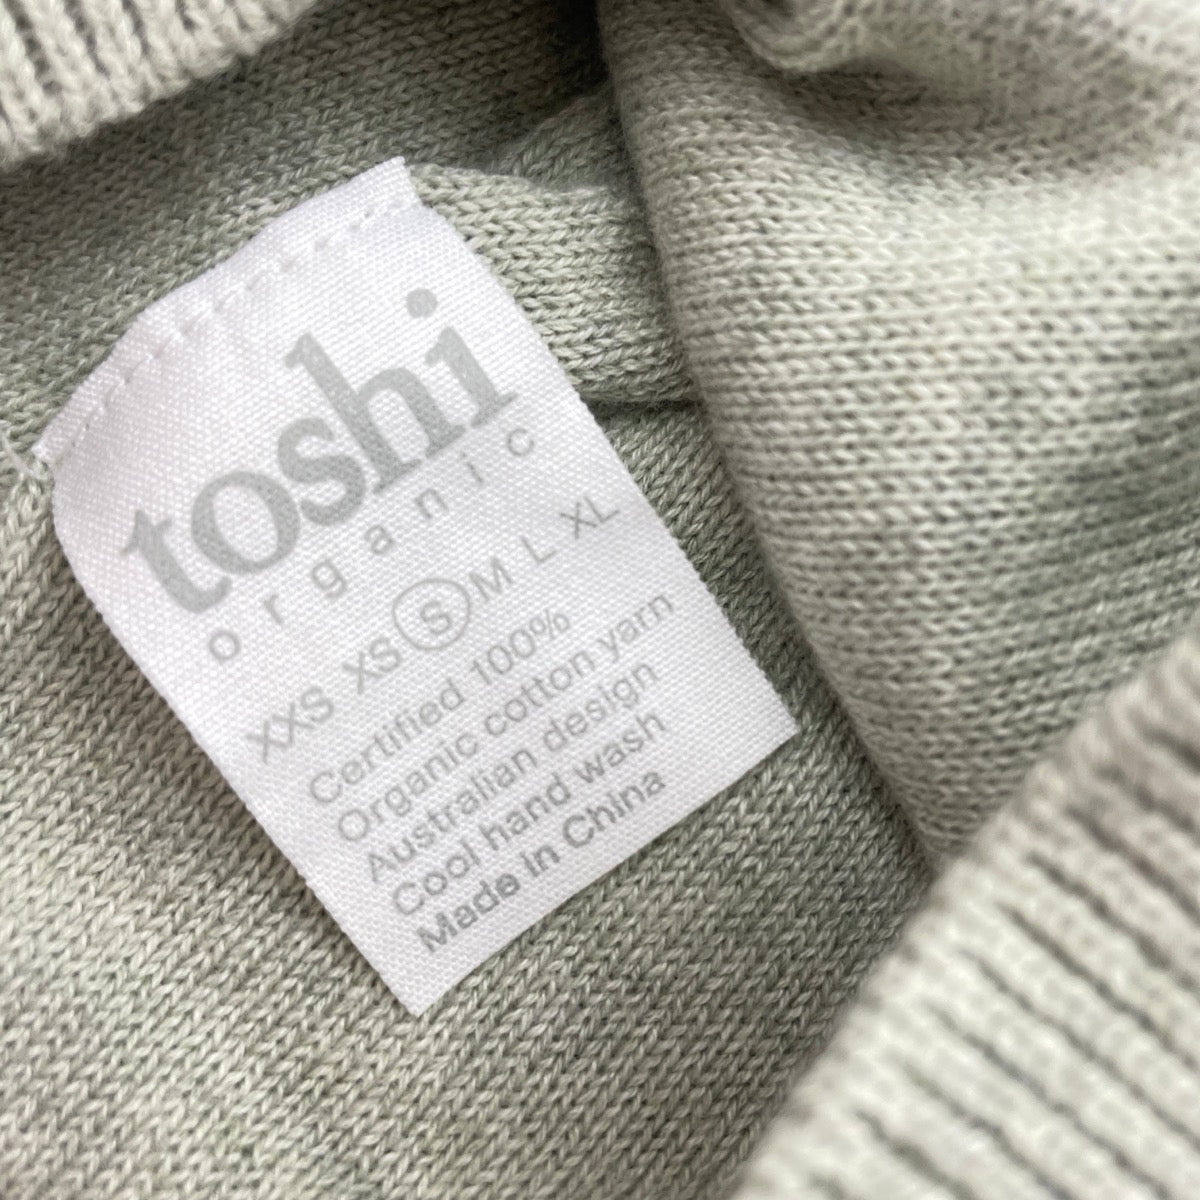 toshi
organic
XXS XS S M L XL
Certified 100%
Organic cotton yarn
Australian design
Cool hand wash
Made in China